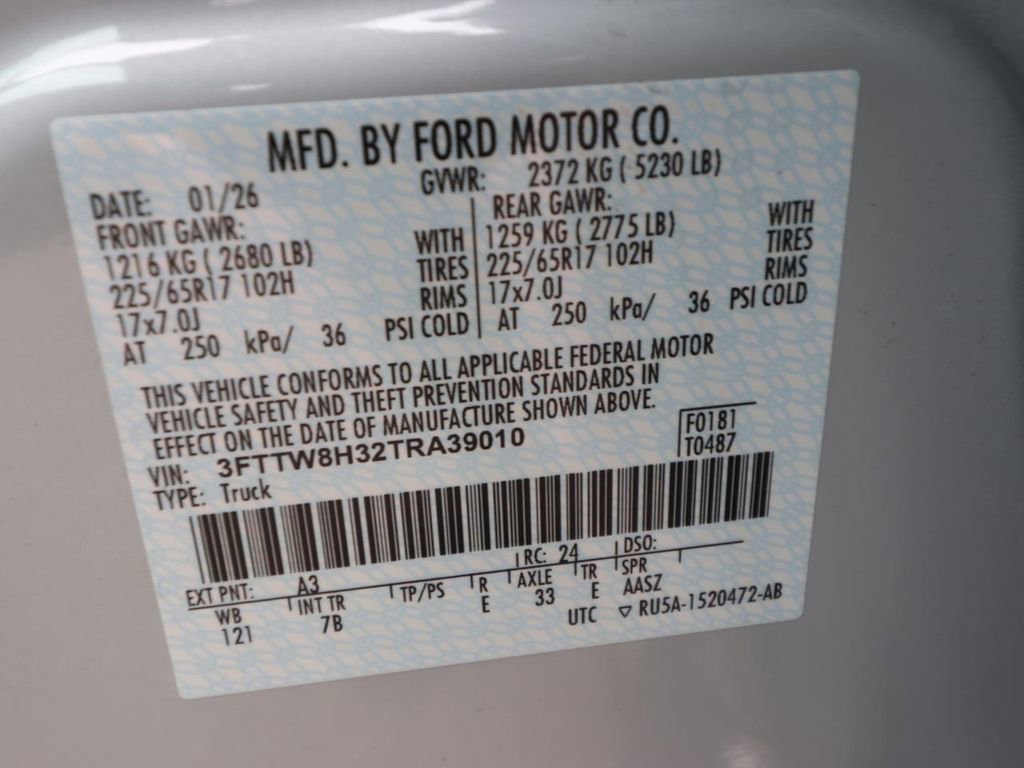 MFD. BY FORD MOTOR CO.
DATE: 01/26 GVWR: 2372 KG ( 5230 LB)
FRONT GAWR: REAR GAWR:
1216 KG ( 2680 LB) WITH 1259 KG ( 2775 LB) WITH
225/65R17 102H TIRES 225/65R17 102H TIRES
17x7.0J RIMS 17x7.0J RIMS
AT 250 kPa/ 36 PSI COLD AT 250 kPa/ 36 PSI COLD
THIS VEHICLE CONFORMS TO ALL APPLICABLE FEDERAL MOTOR
VEHICLE SAFETY AND THEFT PREVENTION STANDARDS IN
EFFECT ON THE DATE OF MANUFACTURE SHOWN ABOVE.
VIN: 3FTTW8H32TRA39010 F0181
TYPE: Truck T0487
EXT PNT: A3 RC: 24 DSO:
WB INT TR TP/PS R AXLE TR SPR
121 7B E 33 E AASZ
UTC ▽ RU5A-1520472-AB